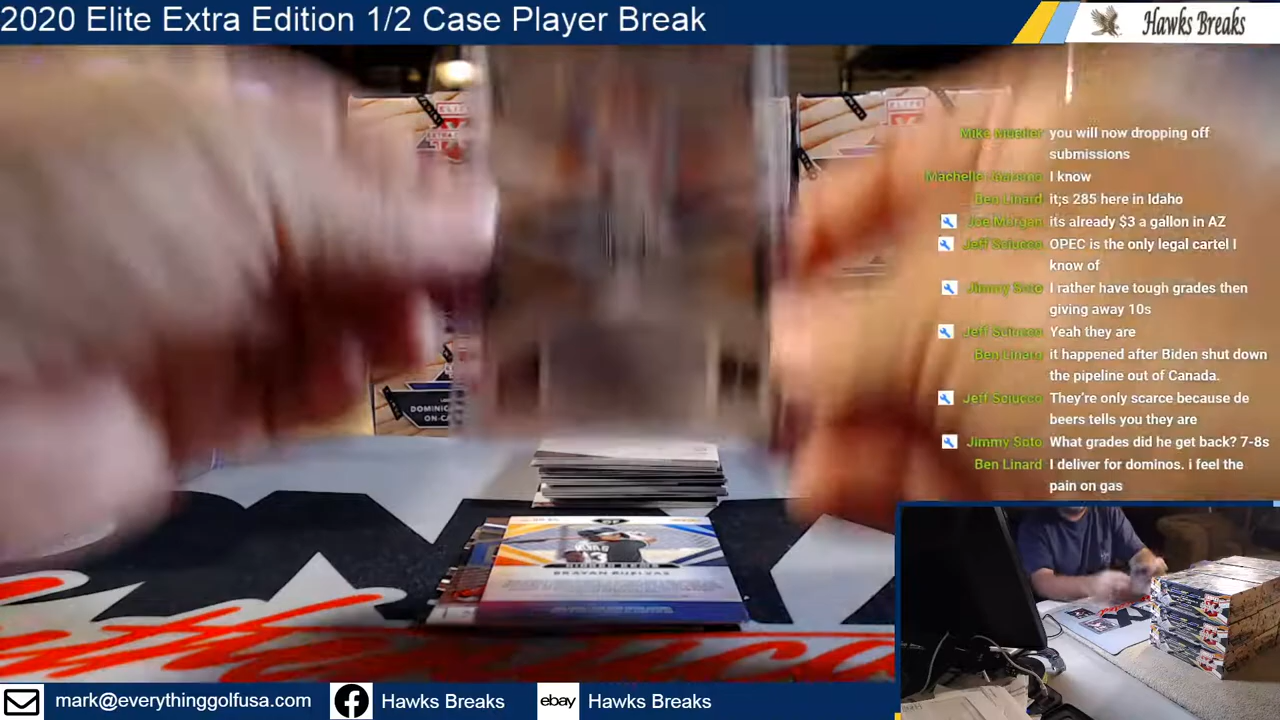 2020 Elite Extra Edition 1/2 Case Player Break
Hawks Breaks
Mike Mueller you will now dropping off
submissions
I know
Ben Linard it;s 285 here in Idaho
Joe Morgan its already $3 a gallon in AZ
Jeff Sciucco OPEC is the only legal cartel I
know of
Jimmy Soto I rather have tough grades then
giving away 10s
Jeff Sciucco Yeah they are
Ben Linard it happened after Biden shut down
the pipeline out of Canada.
Jeff Sciucco They're only scarce because de
beers tells you they are
Jimmy Soto What grades did he get back? 7-8s
Ben Linard I deliver for dominos. i feel the
pain on gas
ELITE
DOMINIC
ON-CA
BRAYAN BUELVAS
mark@everythinggolfusa.com
Hawks Breaks
ebay
Hawks Breaks